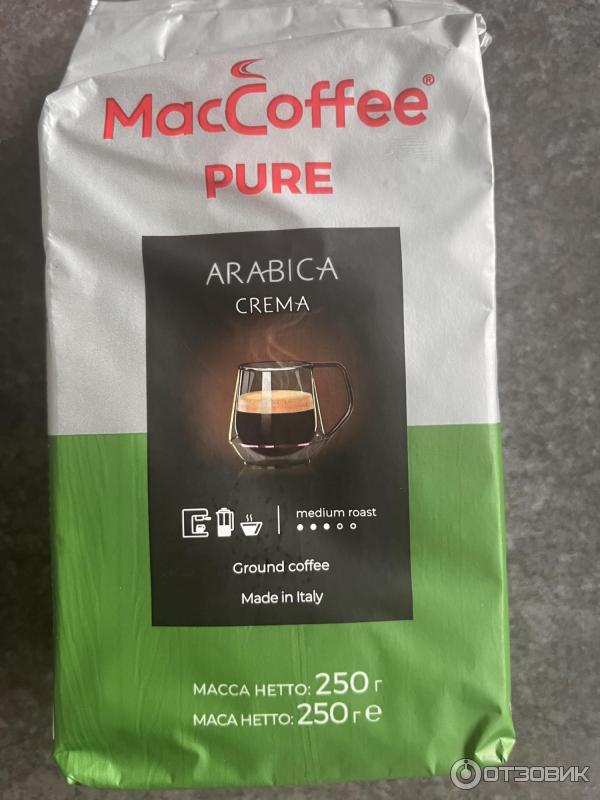 MacCoffee®
PURE
ARABICA
CREMA
medium roast
Ground coffee
Made in Italy
МАССА НЕТТО: 250 г
МАСА НЕТТО: 250 г e
ОТЗОВИК